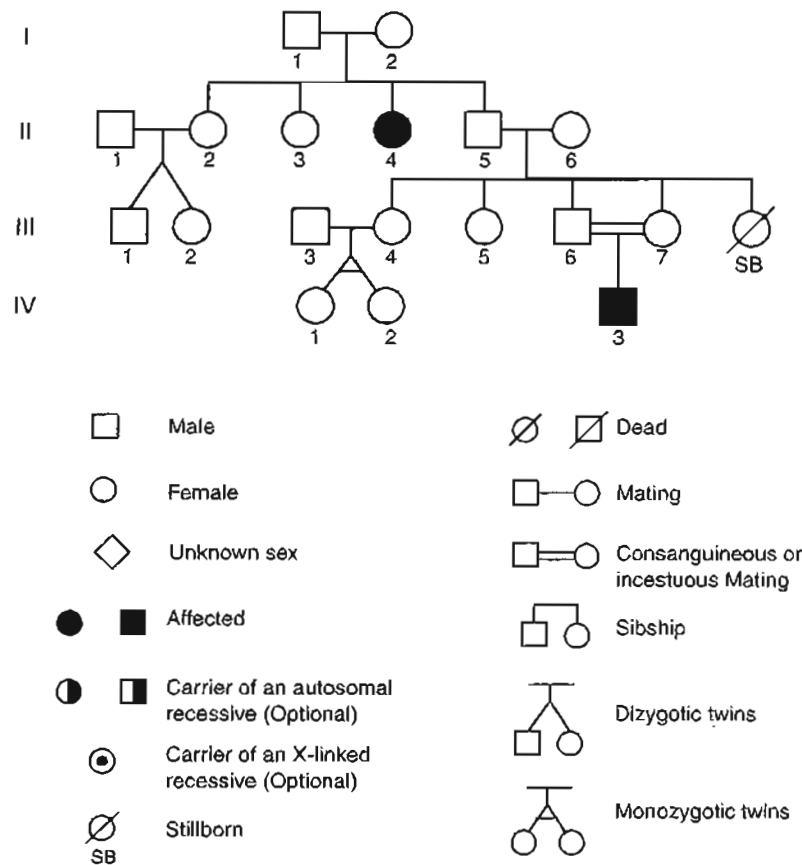 I
1 2
II
1 2 3 4 5 6
III
1 2 3 4 5 6 7 SB
IV
1 2 3
Male
Female
Unknown sex
Affected
Carrier of an autosomal
recessive (Optional)
Carrier of an X-linked
recessive (Optional)
SB Stillborn
Dead
Mating
Consanguineous or
incestuous Mating
Sibship
Dizygotic twins
Monozygotic twins